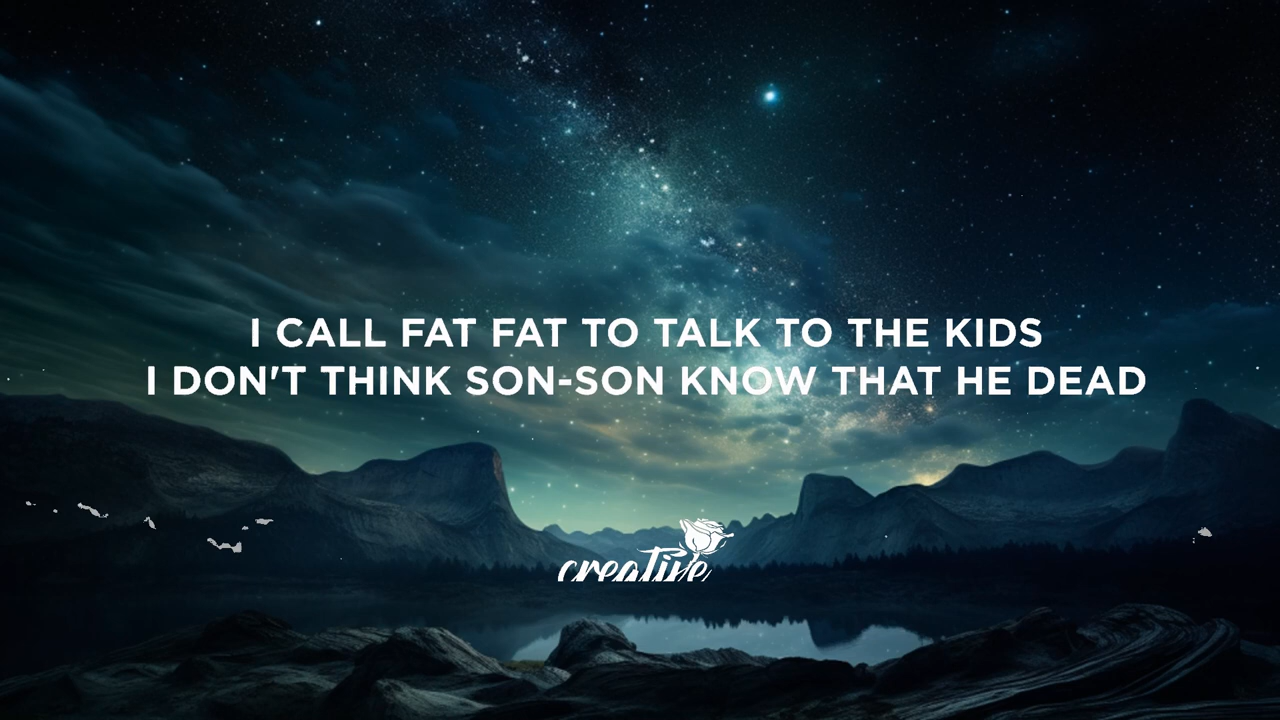 I CALL FAT FAT TO TALK TO THE KIDS
I DON'T THINK SON-SON KNOW THAT HE DEAD
creative